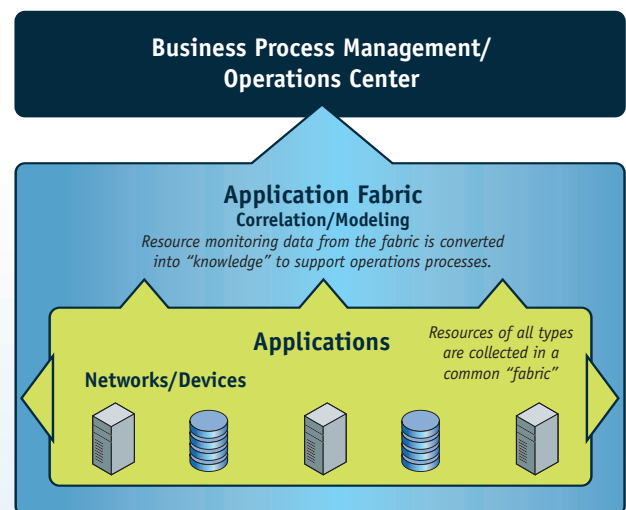 Business Process Management/
Operations Center
Application Fabric
Correlation/Modeling
Resource monitoring data from the fabric is converted
into “knowledge” to support operations processes.
Applications
Resources of all types
are collected in a
common “fabric”
Networks/Devices